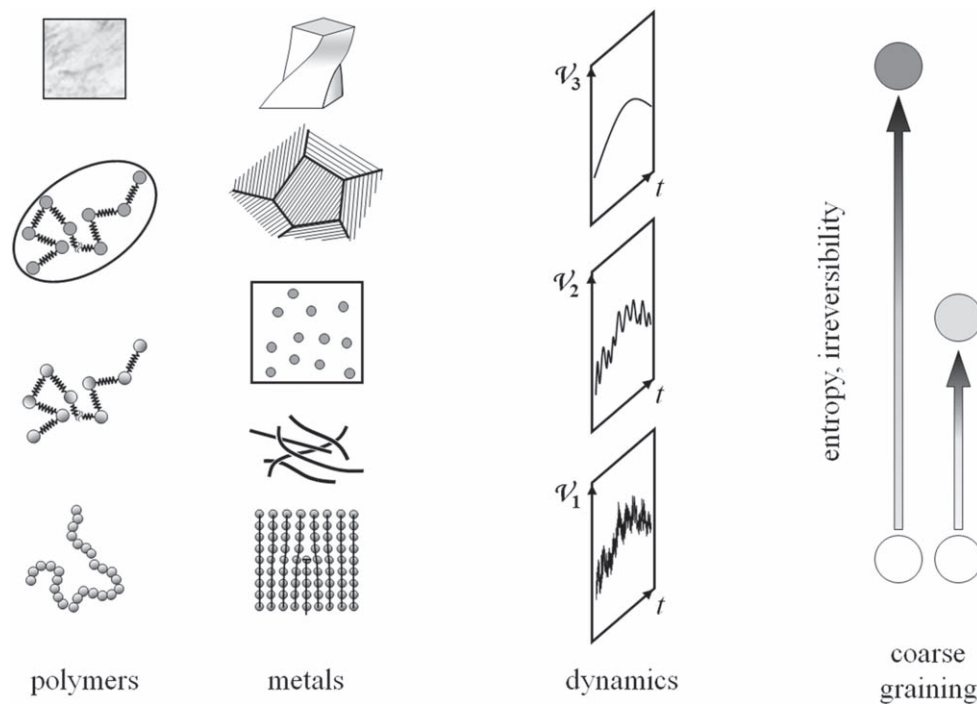 𝒱₃
t
𝒱₂
t
𝒱₁
t
entropy, irreversibility
polymers
metals
dynamics
coarse
graining